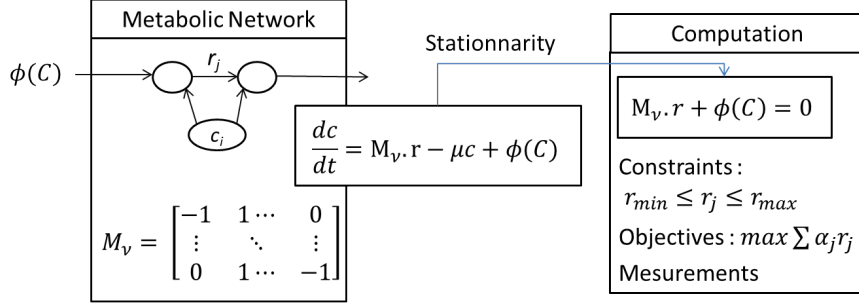 Metabolic Network
ϕ(C)
r_j
c_i
M_ν = [−1 1 ⋯ 0
⋮ ⋱ ⋮
0 1 ⋯ −1]
Stationnarity
dc/dt = M_ν. r − μc + ϕ(C)
Computation
M_ν. r + ϕ(C) = 0
Constraints :
r_min ≤ r_j ≤ r_max
Objectives : max ∑ α_j r_j
Mesurements